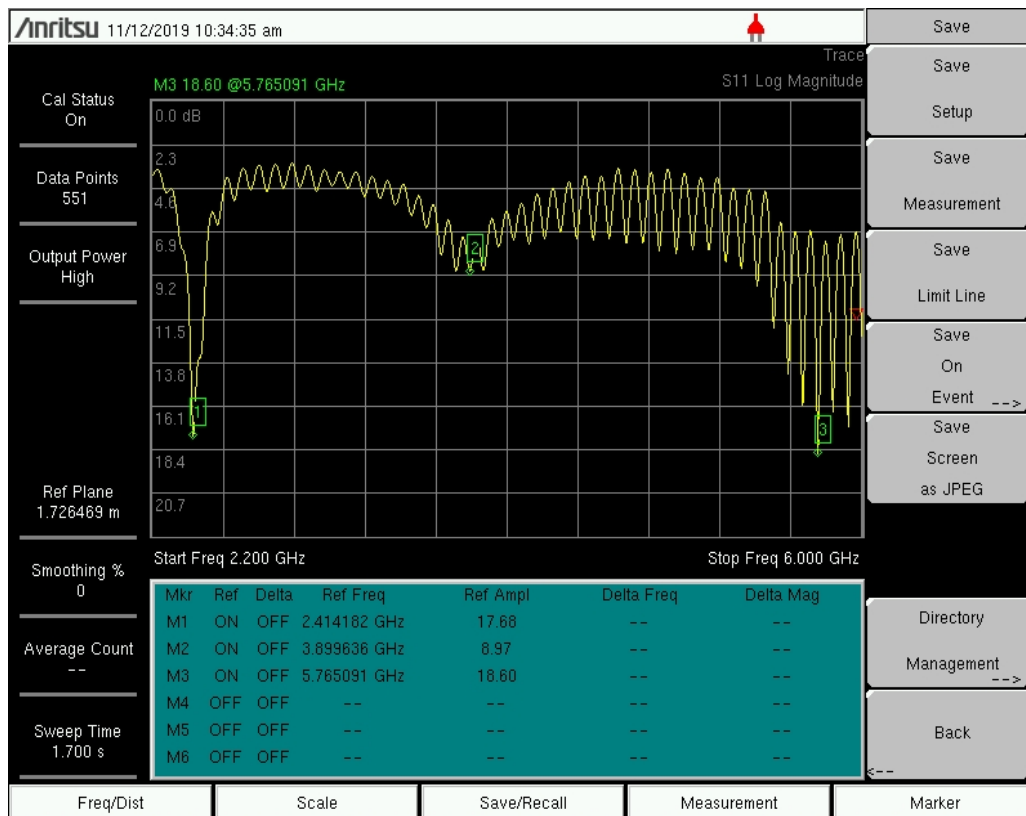 Anritsu 11/12/2019 10:34:35 am
Save
Trace
M3 18.60 @5.765091 GHz
S11 Log Magnitude
Cal Status
On
Data Points
551
Output Power
High
Ref Plane
1.726469 m
Smoothing %
0
Average Count
--
Sweep Time
1.700 s
0.0 dB
2.3
4.6
6.9
9.2
11.5
13.8
16.1
18.4
20.7
1
2
3
Start Freq 2.200 GHz
Stop Freq 6.000 GHz
Mkr Ref Delta Ref Freq Ref Ampl Delta Freq Delta Mag
M1 ON OFF 2.414182 GHz 17.68 -- --
M2 ON OFF 3.899636 GHz 8.97 -- --
M3 ON OFF 5.765091 GHz 18.60 -- --
M4 OFF OFF -- -- -- --
M5 OFF OFF -- -- -- --
M6 OFF OFF -- -- -- --
Save
Setup
Save
Measurement
Save
Limit Line
Save
On
Event -->
Save
Screen
as JPEG
Directory
Management
-->
Back
<--
Freq/Dist
Scale
Save/Recall
Measurement
Marker